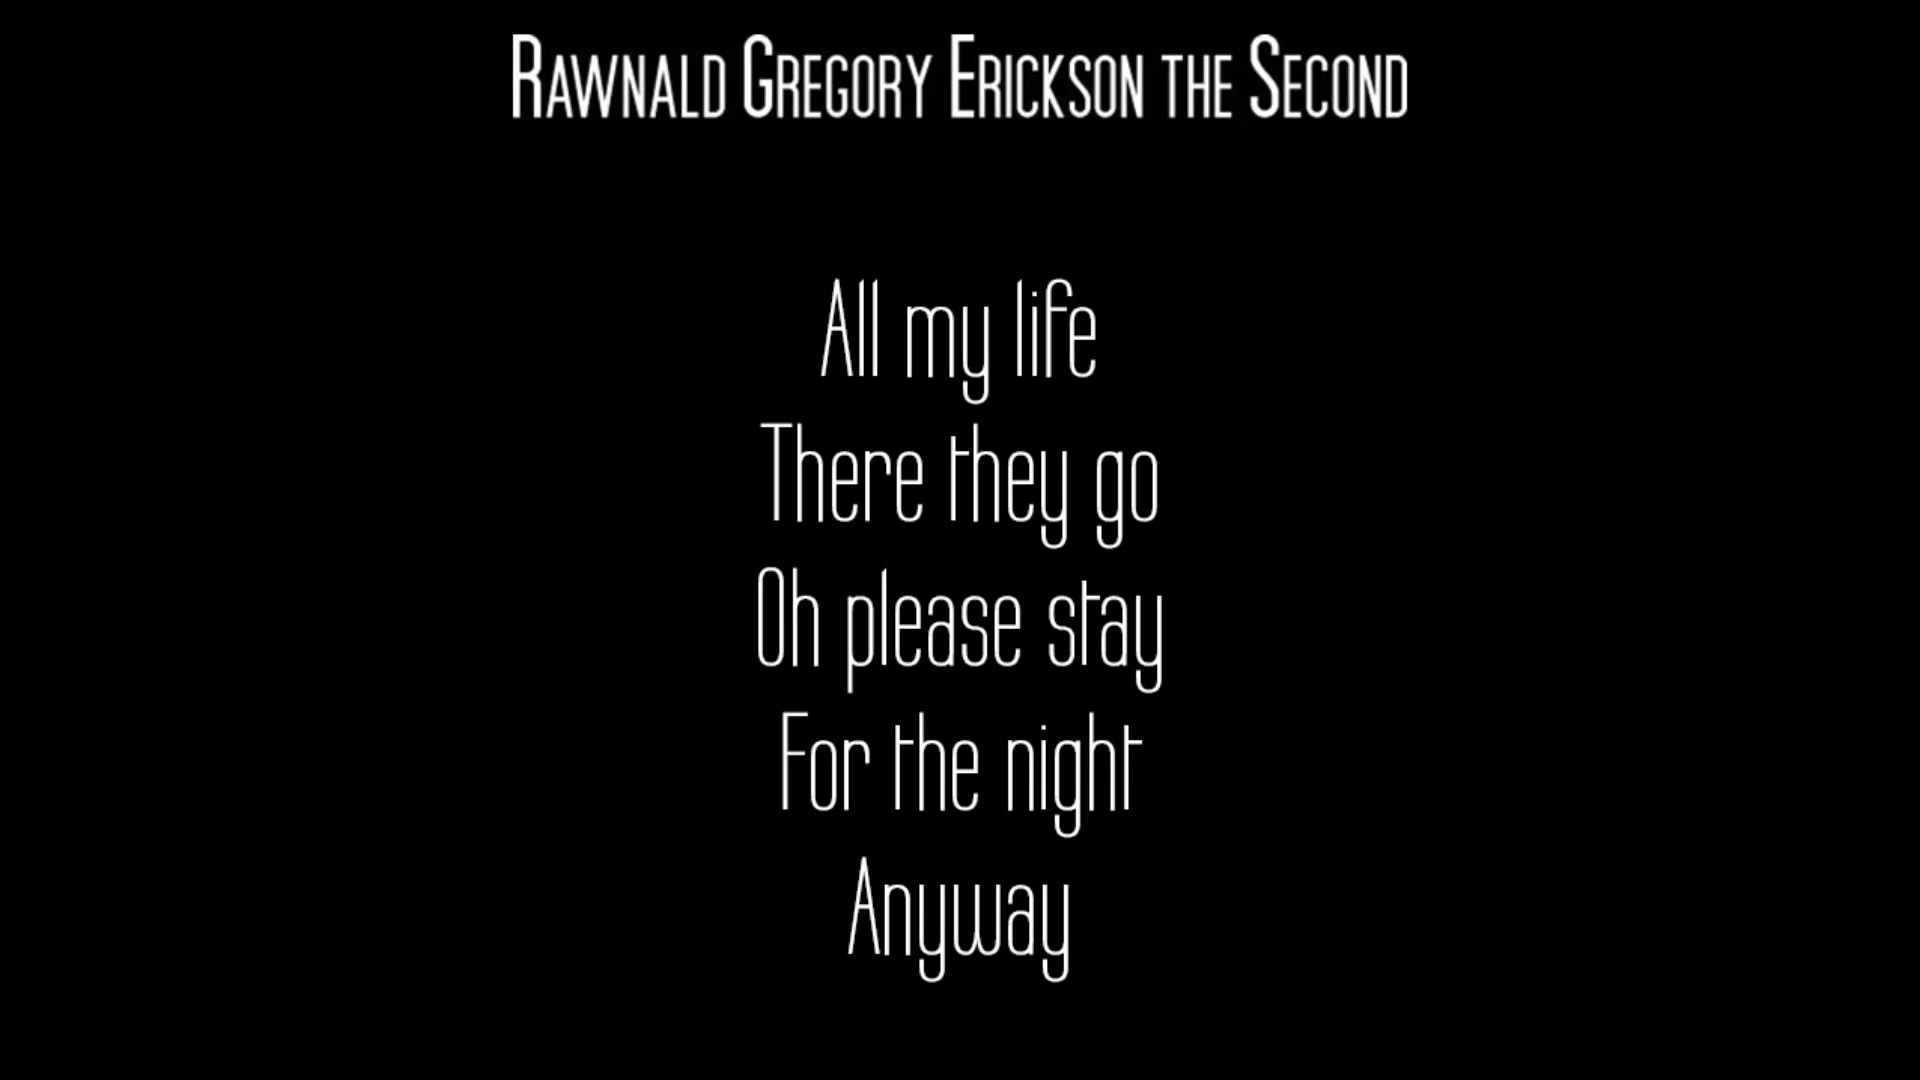 Rawnald Gregory Erickson the Second
All my life
There they go
Oh please stay
For the night
Anyway